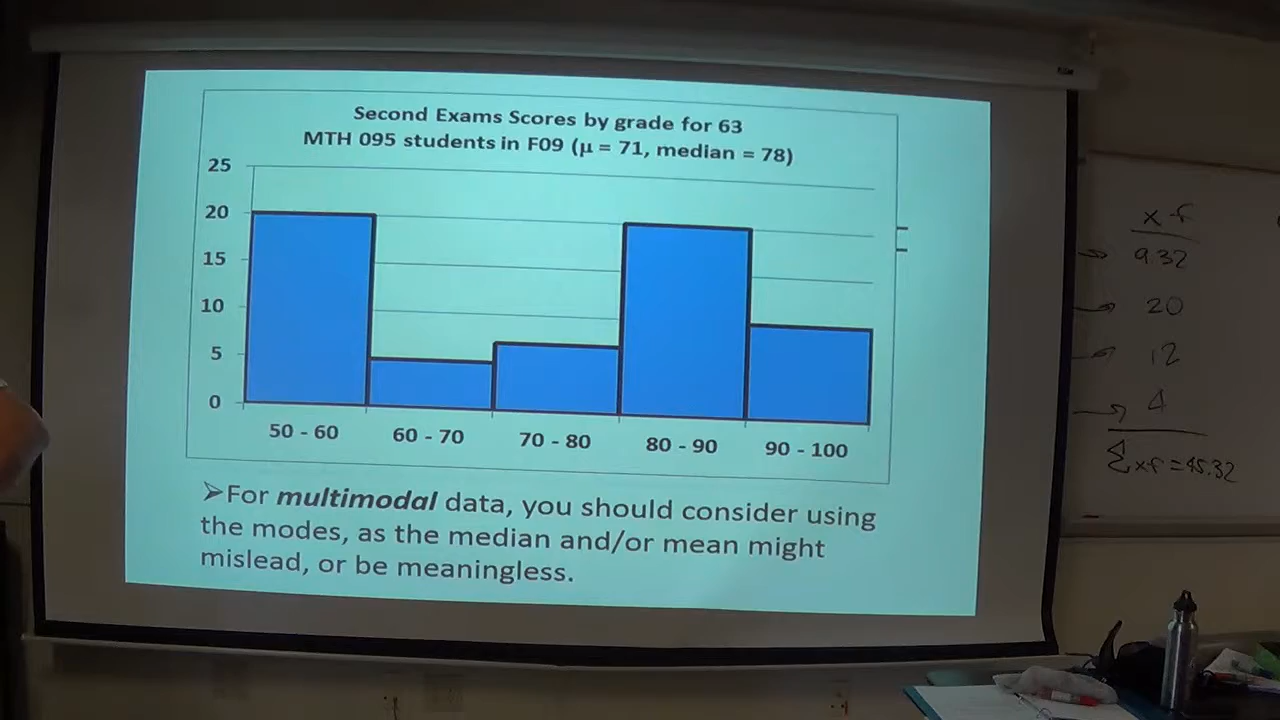 Second Exams Scores by grade for 63
MTH 095 students in F09 (µ = 71, median = 78)
25
20
15
10
5
0
50 - 60
60 - 70
70 - 80
80 - 90
90 - 100
➢For multimodal data, you should consider using
the modes, as the median and/or mean might
mislead, or be meaningless.
x·f
9.32
20
12
4
∑x·f = 45.32